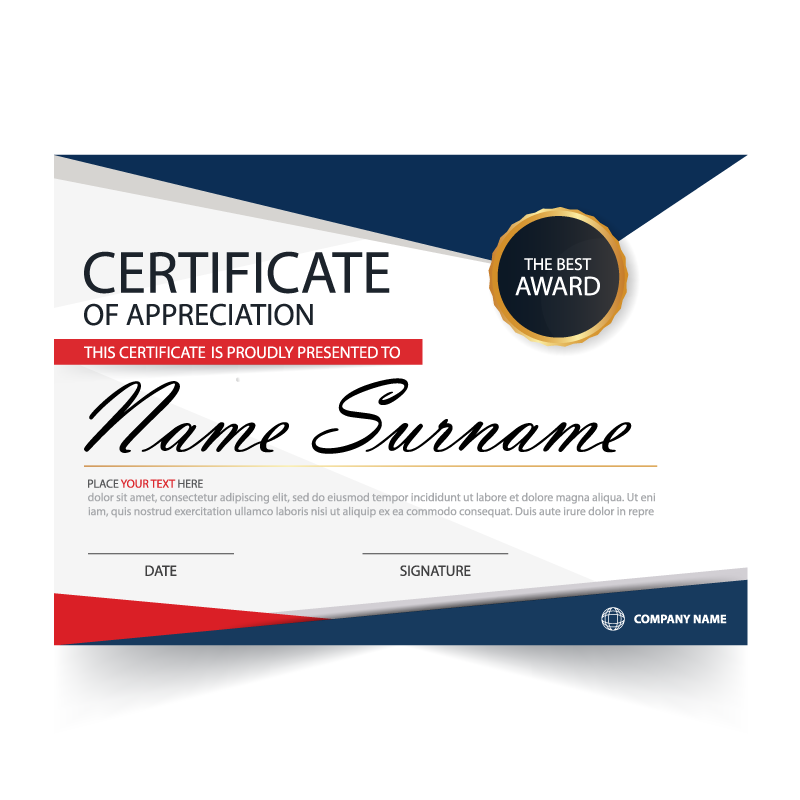 THE BEST
AWARD
CERTIFICATE
OF APPRECIATION
THIS CERTIFICATE IS PROUDLY PRESENTED TO
Name Surname
PLACE YOUR TEXT HERE
dolor sit amet, consectetur adipiscing elit, sed do eiusmod tempor incididunt ut labore et dolore magna aliqua. Ut eni
iam, quis nostrud exercitation ullamco laboris nisi ut aliquip ex ea commodo consequat. Duis aute irure dolor in repre
DATE
SIGNATURE
COMPANY NAME